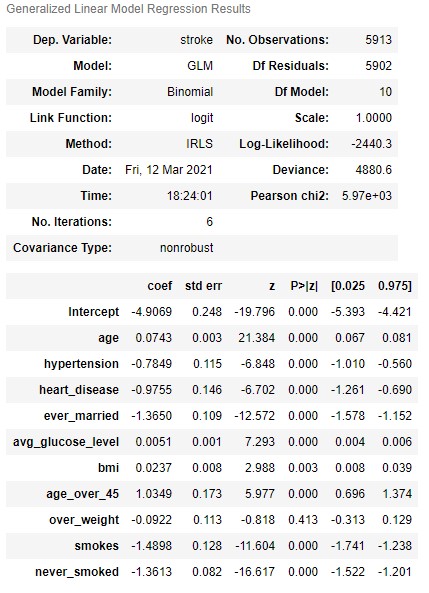 Generalized Linear Model Regression Results
Dep. Variable: stroke No. Observations: 5913
Model: GLM Df Residuals: 5902
Model Family: Binomial Df Model: 10
Link Function: logit Scale: 1.0000
Method: IRLS Log-Likelihood: -2440.3
Date: Fri, 12 Mar 2021 Deviance: 4880.6
Time: 18:24:01 Pearson chi2: 5.97e+03
No. Iterations: 6
Covariance Type: nonrobust
coef std err z P>|z| [0.025 0.975]
Intercept -4.9069 0.248 -19.796 0.000 -5.393 -4.421
age 0.0743 0.003 21.384 0.000 0.067 0.081
hypertension -0.7849 0.115 -6.848 0.000 -1.010 -0.560
heart_disease -0.9755 0.146 -6.702 0.000 -1.261 -0.690
ever_married -1.3650 0.109 -12.572 0.000 -1.578 -1.152
avg_glucose_level 0.0051 0.001 7.293 0.000 0.004 0.006
bmi 0.0237 0.008 2.988 0.003 0.008 0.039
age_over_45 1.0349 0.173 5.977 0.000 0.696 1.374
over_weight -0.0922 0.113 -0.818 0.413 -0.313 0.129
smokes -1.4898 0.128 -11.604 0.000 -1.741 -1.238
never_smoked -1.3613 0.082 -16.617 0.000 -1.522 -1.201